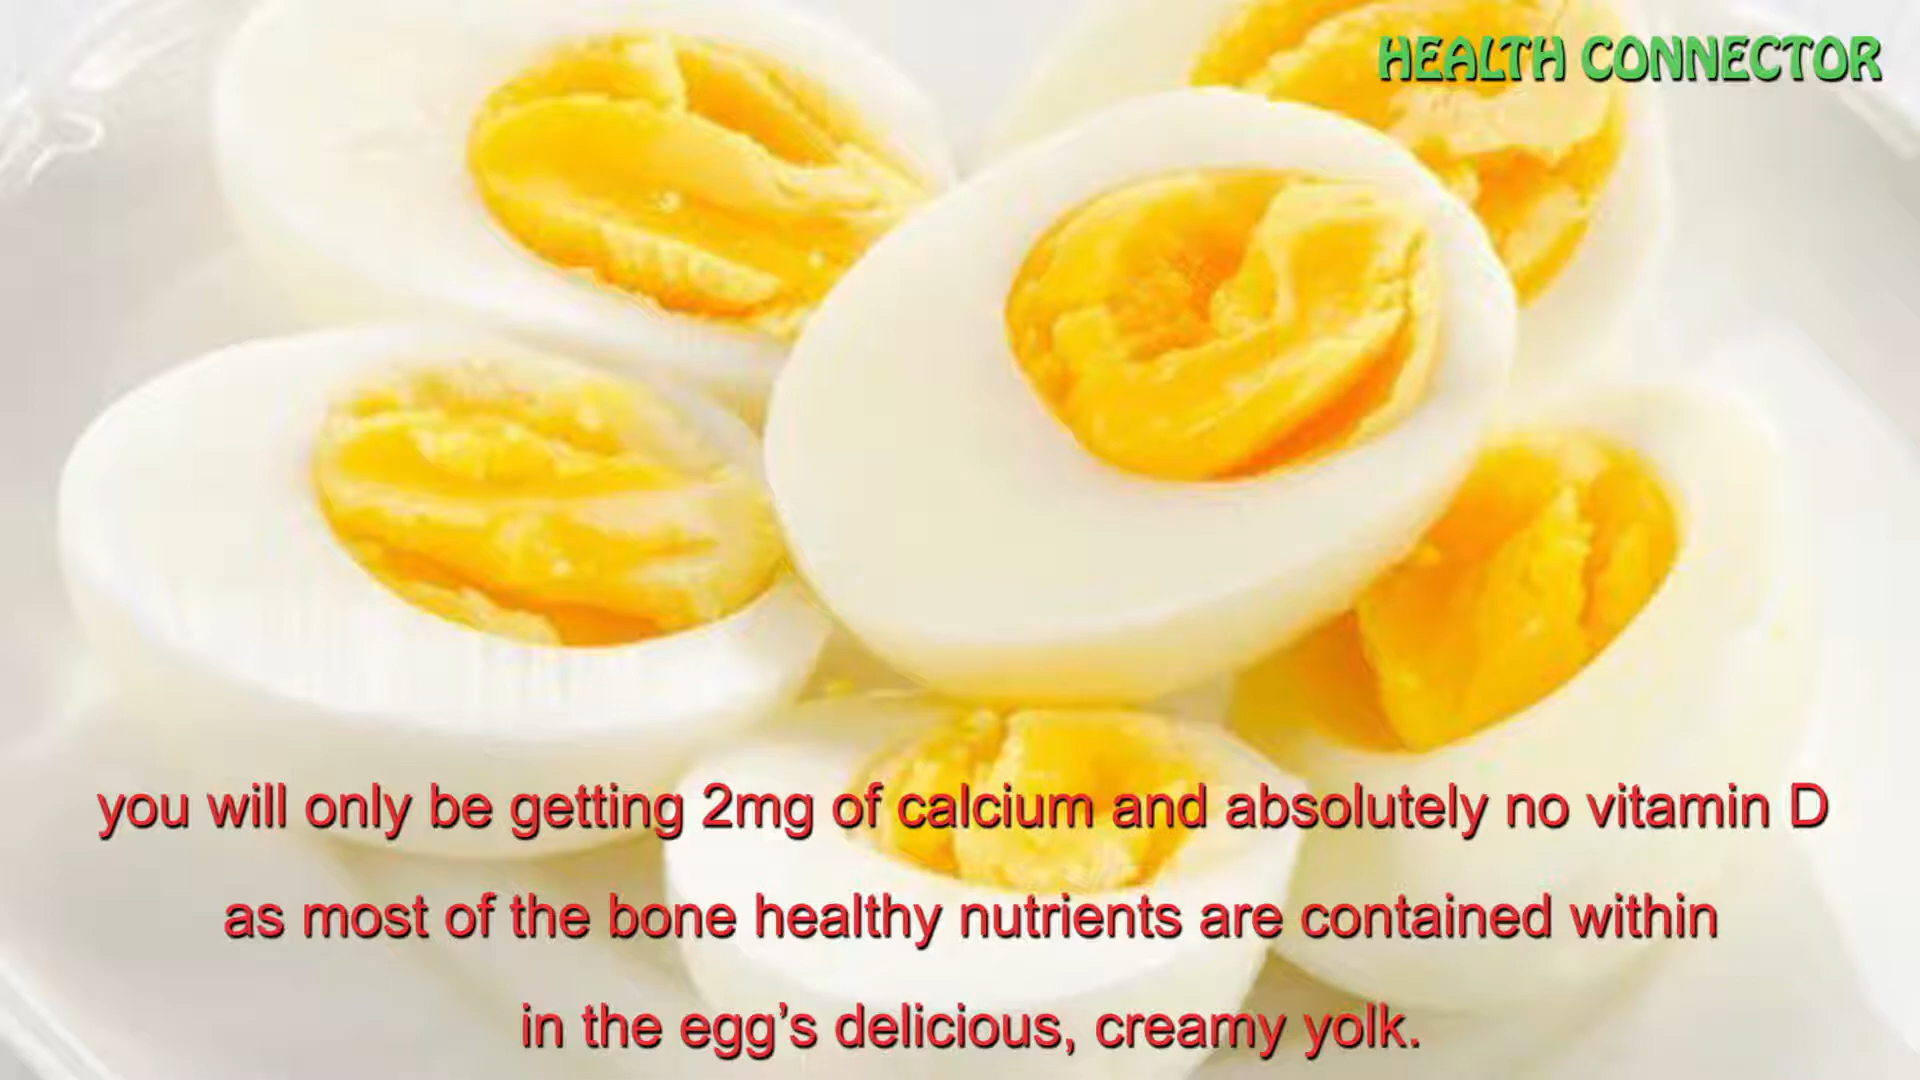 HEALTH CONNECTOR
you will only be getting 2mg of calcium and absolutely no vitamin D
as most of the bone healthy nutrients are contained within
in the egg’s delicious, creamy yolk.